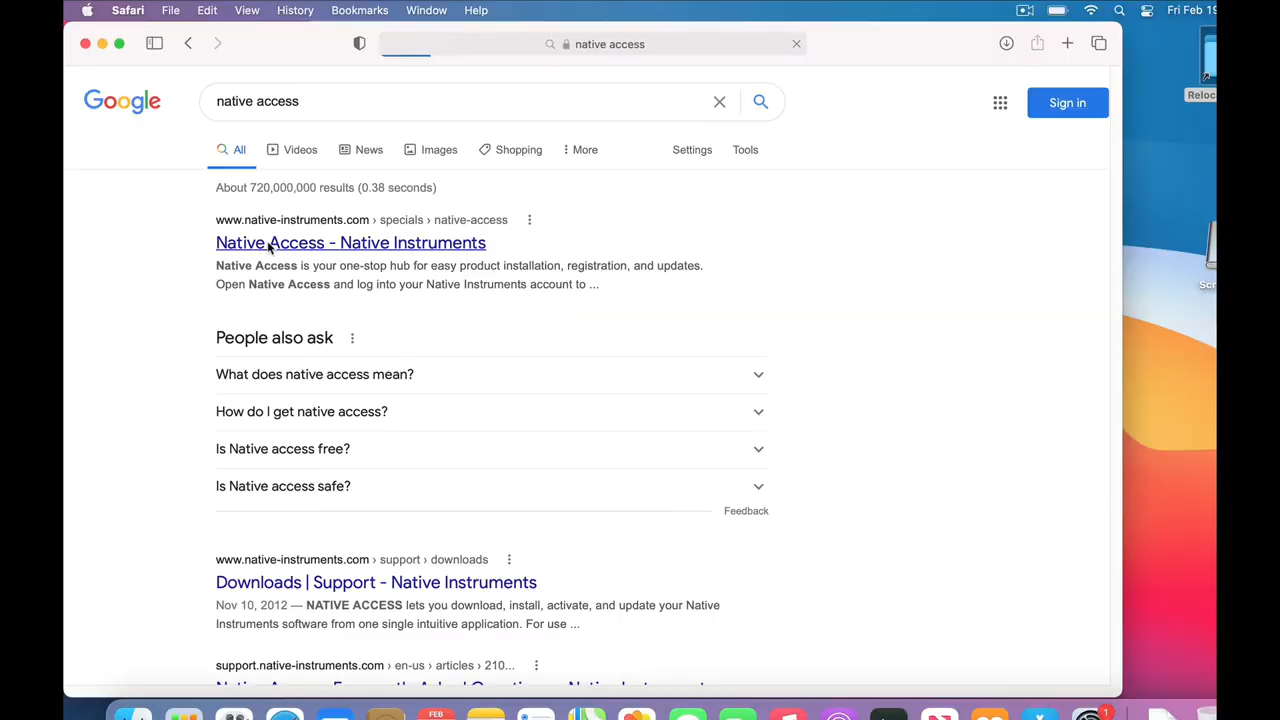 Safari File Edit View History Bookmarks Window Help Fri Feb 19
native access
Google native access Sign in
All Videos News Images Shopping More Settings Tools
About 720,000,000 results (0.38 seconds)
www.native-instruments.com › specials › native-access
Native Access - Native Instruments
Native Access is your one-stop hub for easy product installation, registration, and updates.
Open Native Access and log into your Native Instruments account to ...
People also ask
What does native access mean?
How do I get native access?
Is Native access free?
Is Native access safe?
Feedback
www.native-instruments.com › support › downloads
Downloads | Support - Native Instruments
Nov 10, 2012 — NATIVE ACCESS lets you download, install, activate, and update your Native
Instruments software from one single intuitive application. For use ...
support.native-instruments.com › en-us › articles › 210...
Reloc
Scr
FEB
1